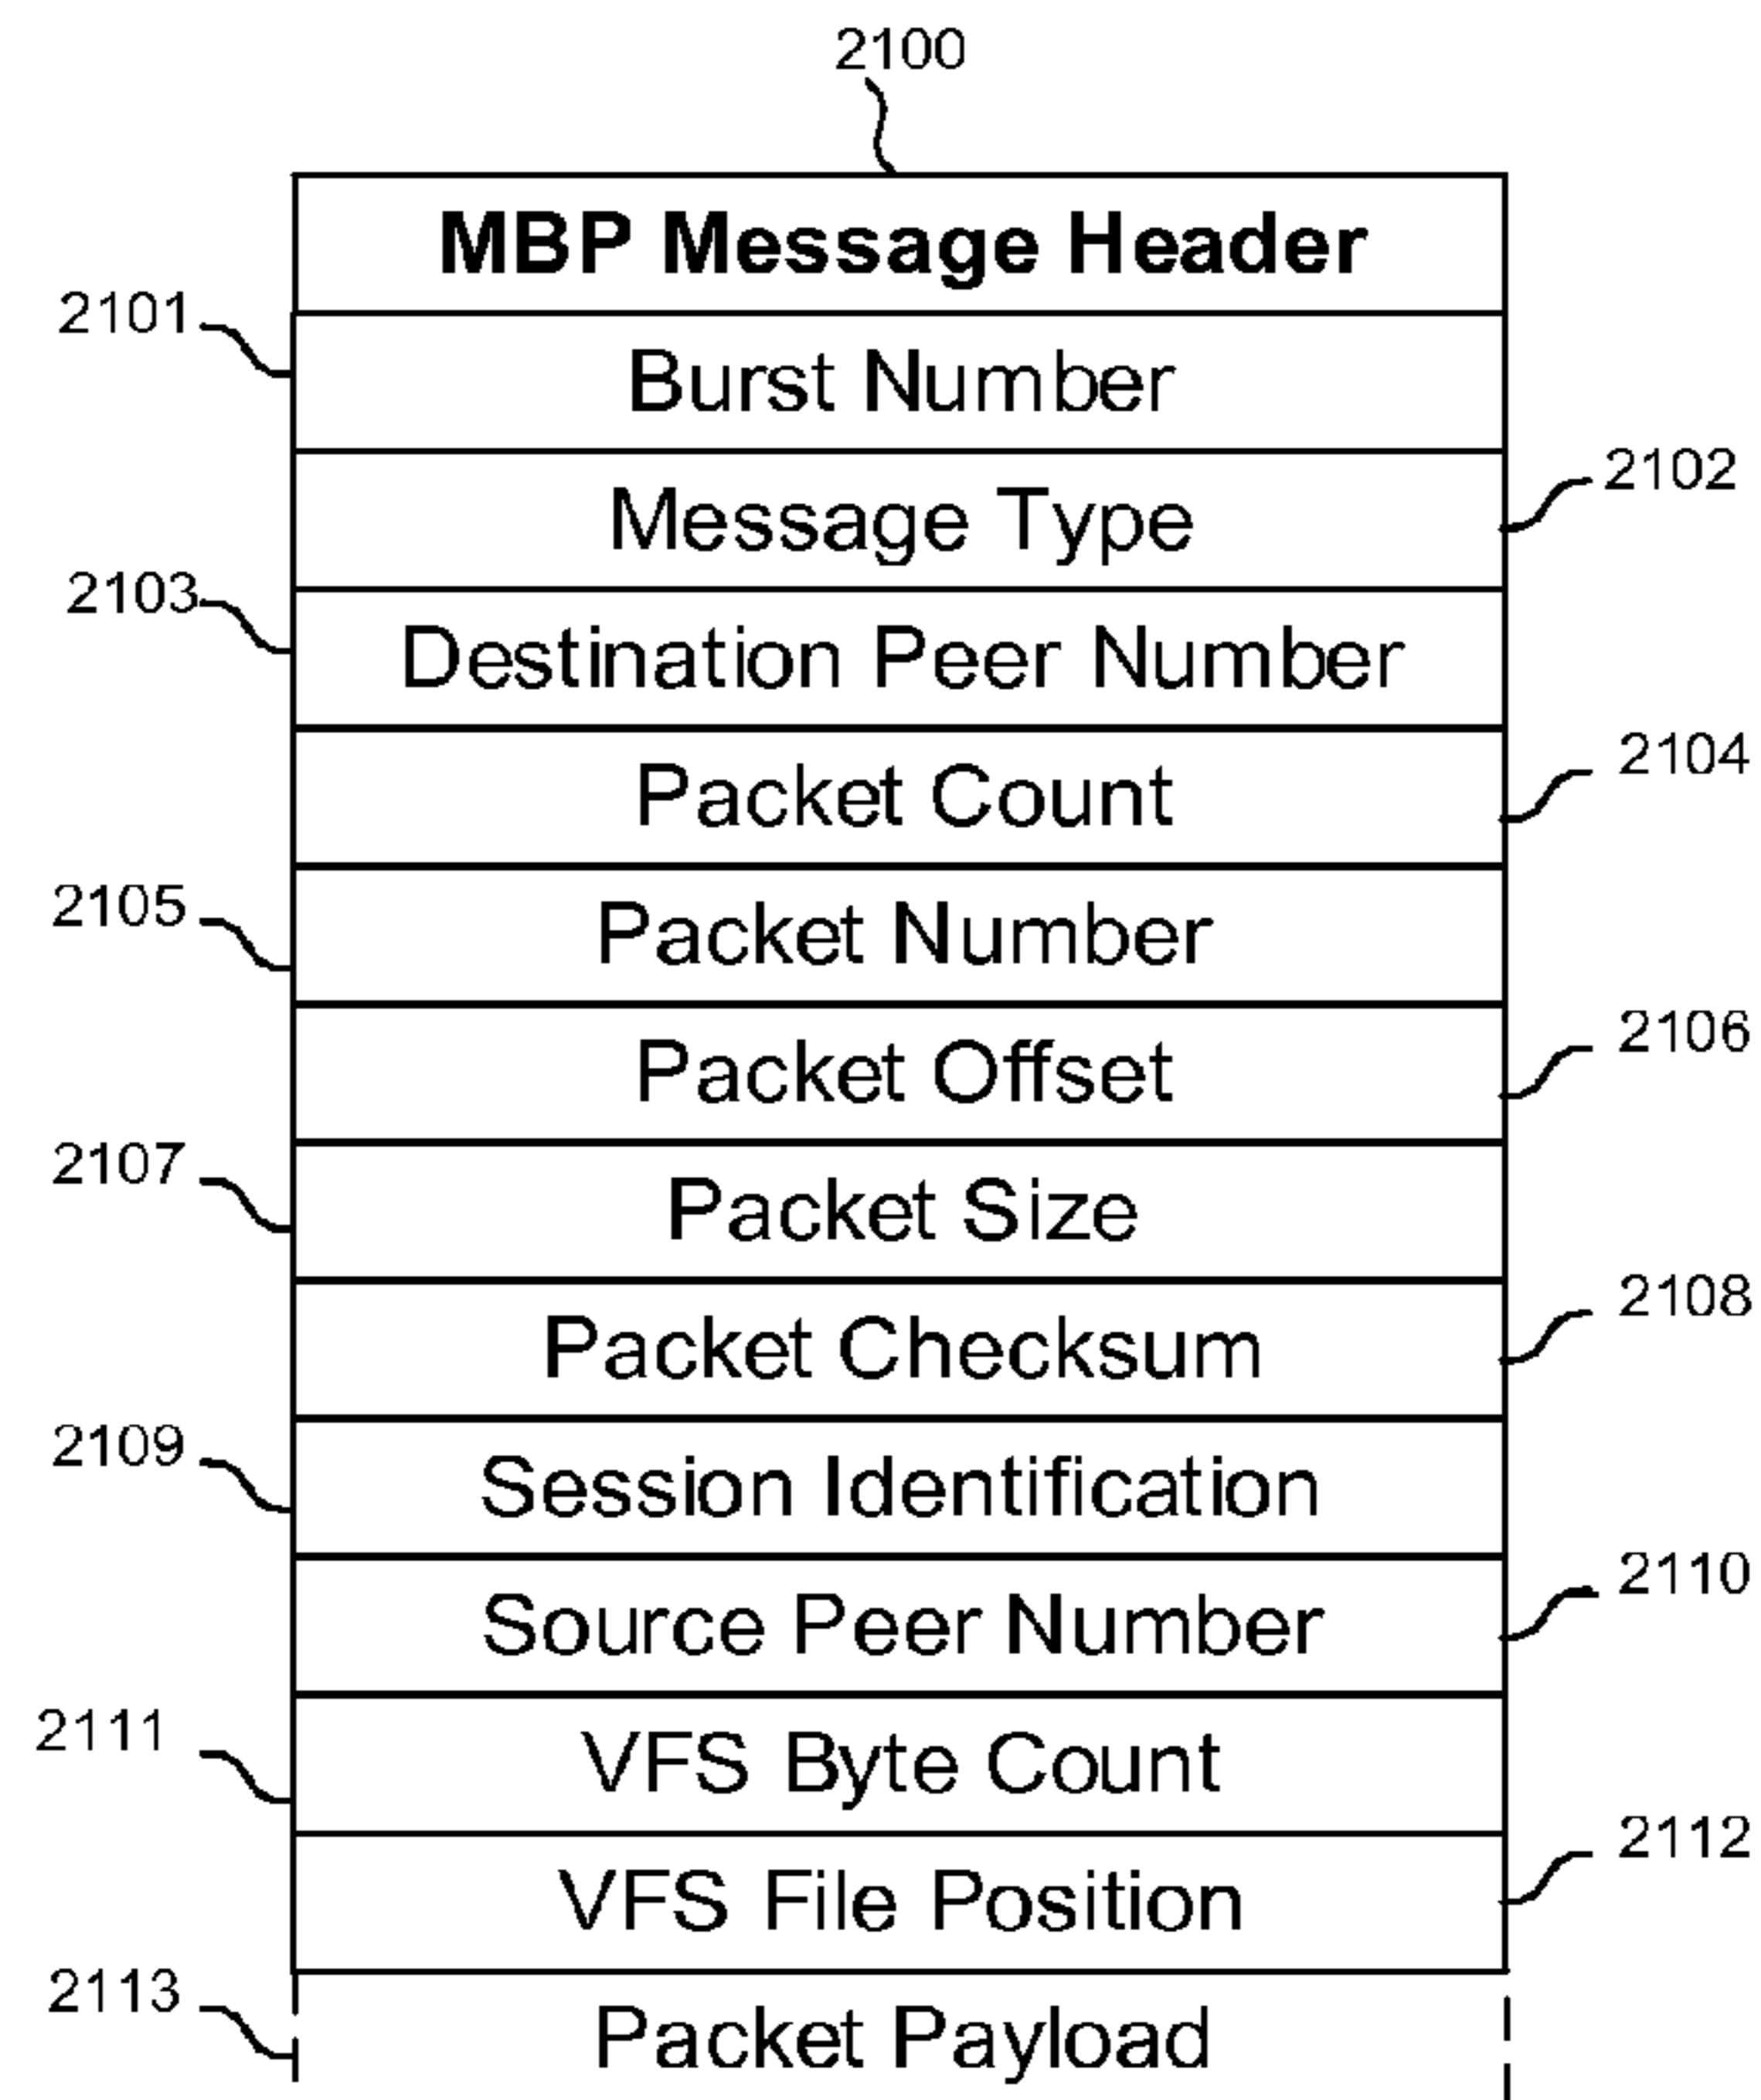 2100
MBP Message Header
2101
Burst Number
Message Type
2102
2103
Destination Peer Number
Packet Count
2104
2105
Packet Number
Packet Offset
2106
2107
Packet Size
Packet Checksum
2108
2109
Session Identification
Source Peer Number
2110
2111
VFS Byte Count
VFS File Position
2112
2113
Packet Payload